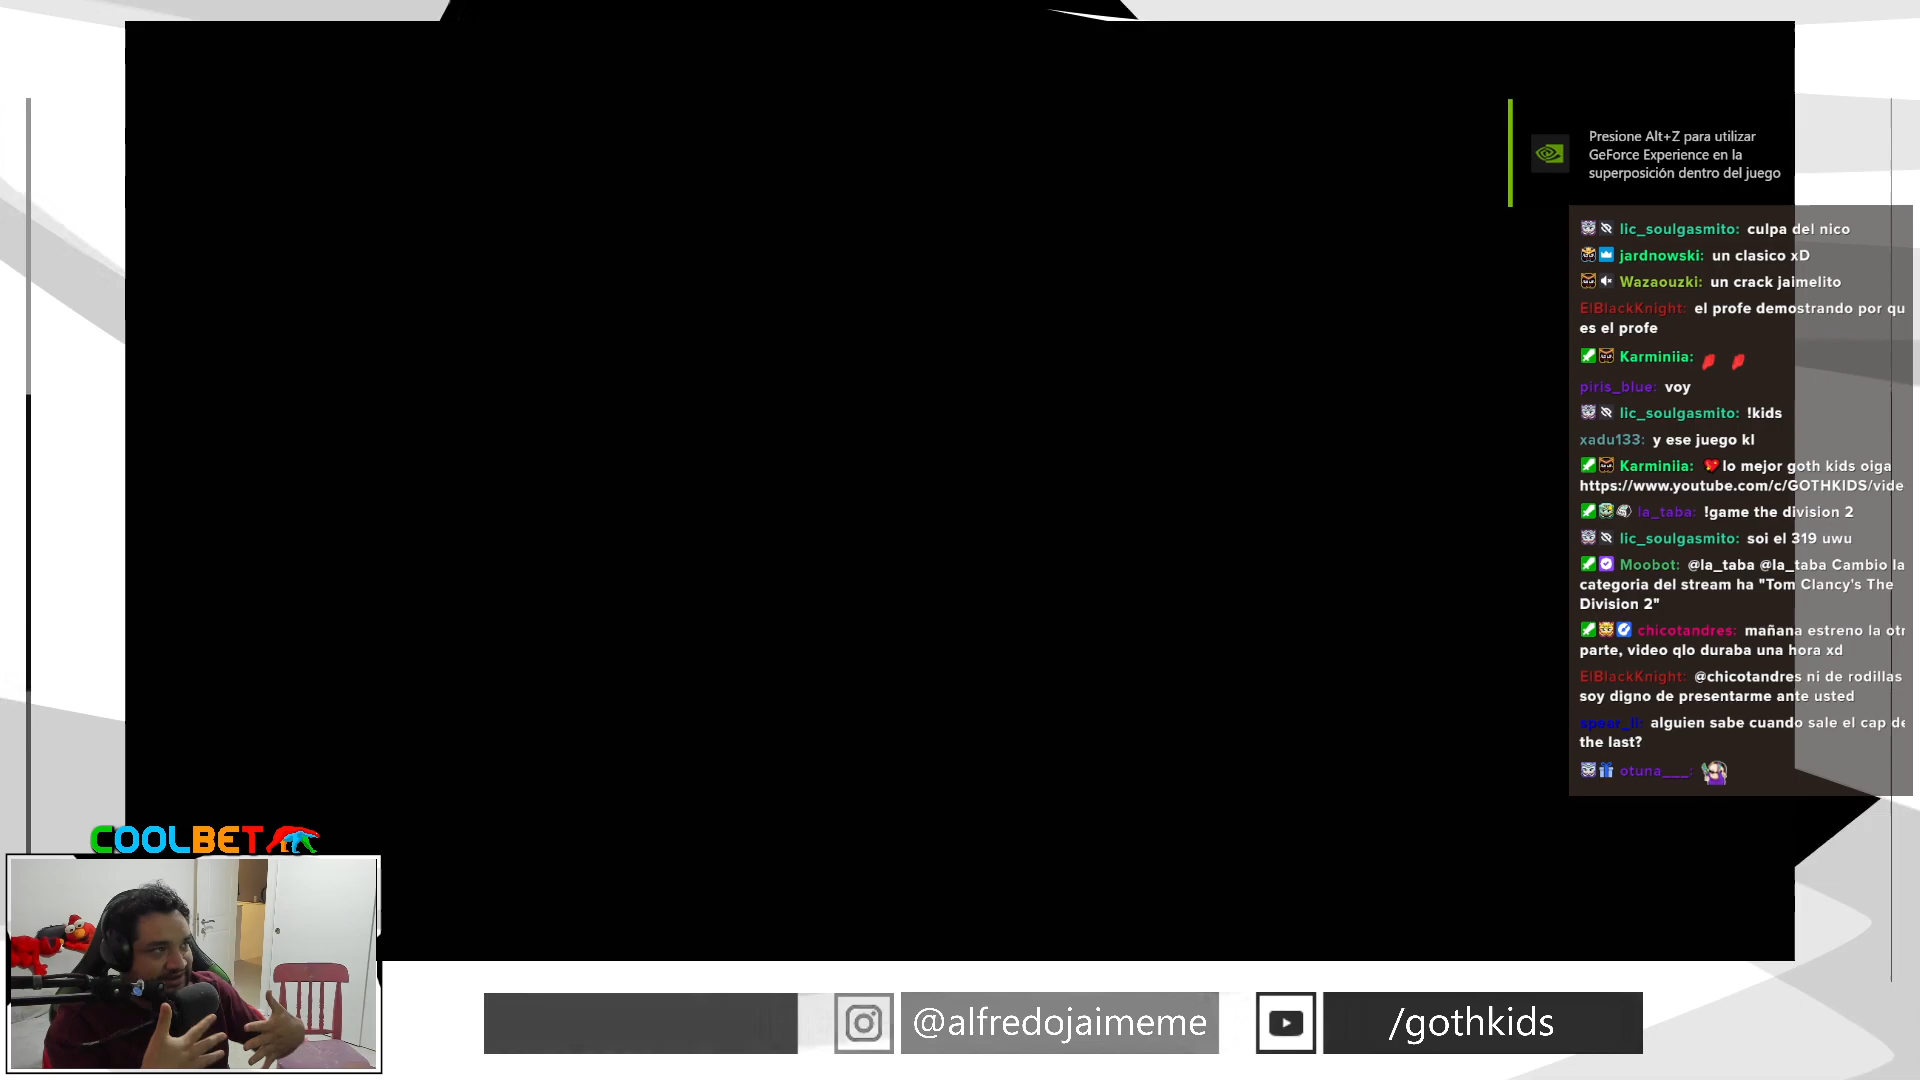 Presione Alt+Z para utilizar
GeForce Experience en la
superposición dentro del juego
lic_soulgasmito: culpa del nico
jardnowski: un clasico xD
Wazaouzki: un crack jaimelito
ElBlackKnight: el profe demostrando por qu
es el profe
Karminiia:
piris_blue: voy
lic_soulgasmito: !kids
xadu133: y ese juego kl
Karminiia: lo mejor goth kids oiga
https://www.youtube.com/c/GOTHKIDS/vide
la_taba: !game the division 2
lic_soulgasmito: soi el 319 uwu
Moobot: @la_taba @la_taba Cambio la
categoria del stream ha "Tom Clancy's The
Division 2"
chicotandres: mañana estreno la otr
parte, video qlo duraba una hora xd
ElBlackKnight: @chicotandres ni de rodillas
soy digno de presentarme ante usted
spear_li: alguien sabe cuando sale el cap de
the last?
otuna___:
COOLBET
@alfredojaimeme
/gothkids